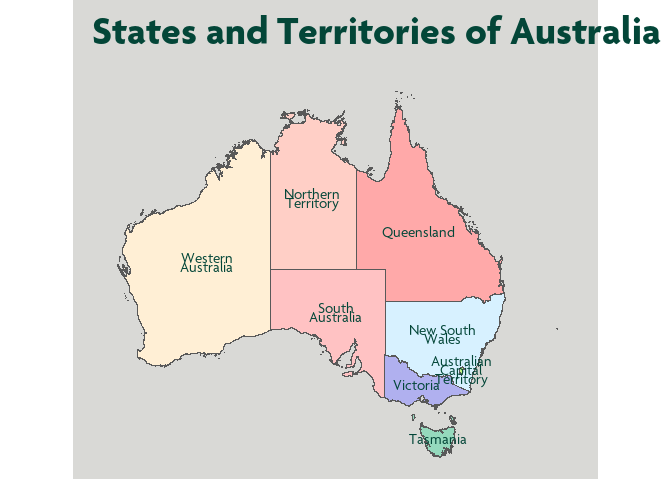 States and Territories of Australia
Northern
Territory
Queensland
Western
Australia
South
Australia
New South
Wales
Australian
Capital
Territory
Victoria
Tasmania